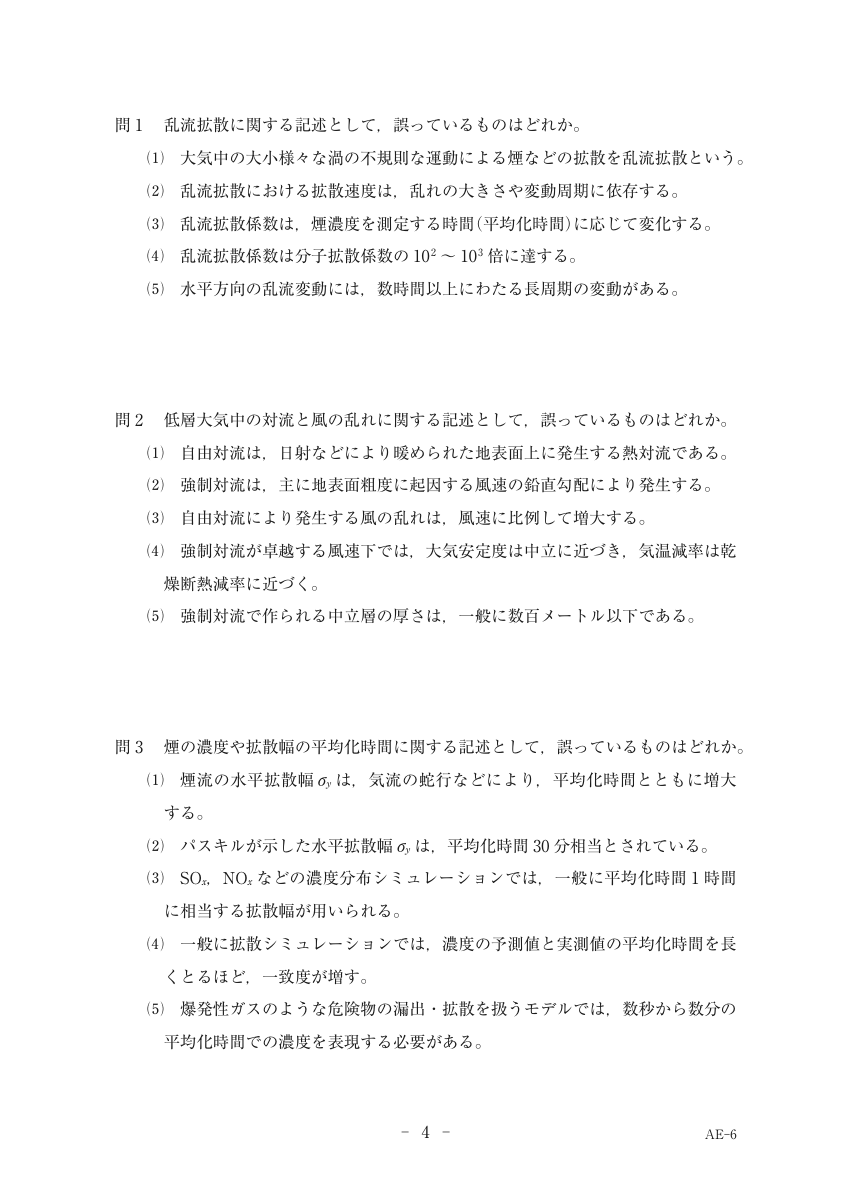 問1　乱流拡散に関する記述として，誤っているものはどれか。
⑴　大気中の大小様々な渦の不規則な運動による煙などの拡散を乱流拡散という。
⑵　乱流拡散における拡散速度は，乱れの大きさや変動周期に依存する。
⑶　乱流拡散係数は，煙濃度を測定する時間(平均化時間)に応じて変化する。
⑷　乱流拡散係数は分子拡散係数の 10² ～ 10³ 倍に達する。
⑸　水平方向の乱流変動には，数時間以上にわたる長周期の変動がある。
問2　低層大気中の対流と風の乱れに関する記述として，誤っているものはどれか。
⑴　自由対流は，日射などにより暖められた地表面上に発生する熱対流である。
⑵　強制対流は，主に地表面粗度に起因する風速の鉛直勾配により発生する。
⑶　自由対流により発生する風の乱れは，風速に比例して増大する。
⑷　強制対流が卓越する風速下では，大気安定度は中立に近づき，気温減率は乾
燥断熱減率に近づく。
⑸　強制対流で作られる中立層の厚さは，一般に数百メートル以下である。
問3　煙の濃度や拡散幅の平均化時間に関する記述として，誤っているものはどれか。
⑴　煙流の水平拡散幅 σy は，気流の蛇行などにより，平均化時間とともに増大
する。
⑵　パスキルが示した水平拡散幅 σy は，平均化時間 30 分相当とされている。
⑶　SOx，NOx などの濃度分布シミュレーションでは，一般に平均化時間 1 時間
に相当する拡散幅が用いられる。
⑷　一般に拡散シミュレーションでは，濃度の予測値と実測値の平均化時間を長
くとるほど，一致度が増す。
⑸　爆発性ガスのような危険物の漏出・拡散を扱うモデルでは，数秒から数分の
平均化時間での濃度を表現する必要がある。
－ 4 －
AE-6